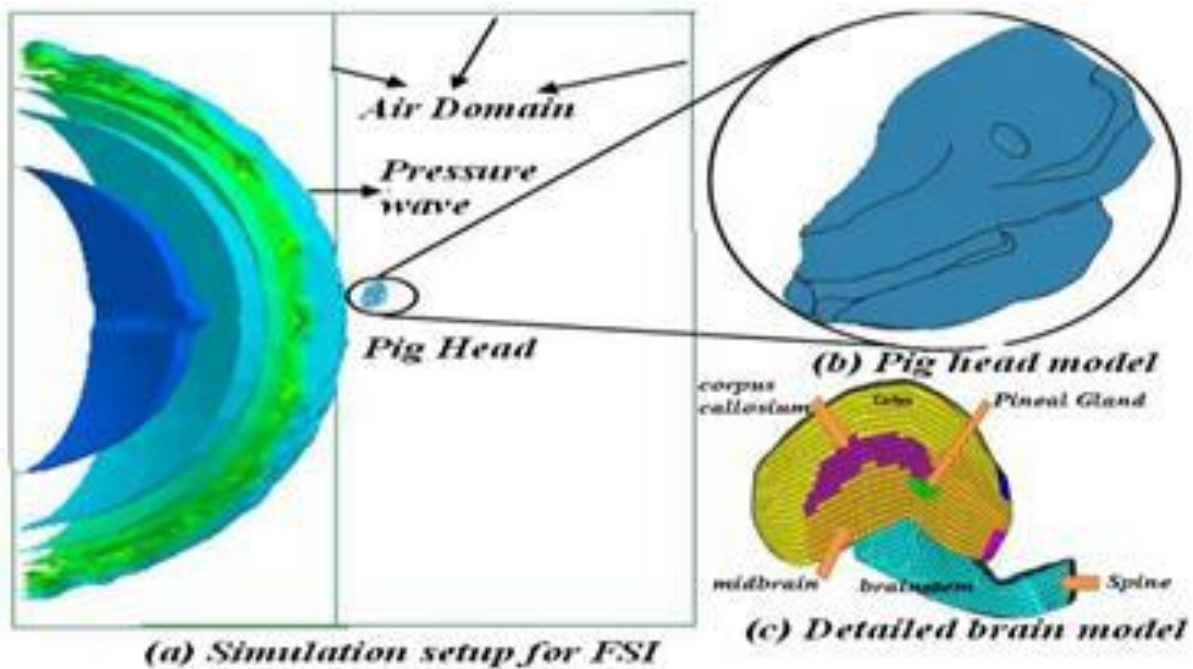 Air Domain
Pressure
wave
Pig Head
(a) Simulation setup for FSI
(b) Pig head model
corpus
callosium
Pineal Gland
midbrain
brainstem
Spine
(c) Detailed brain model